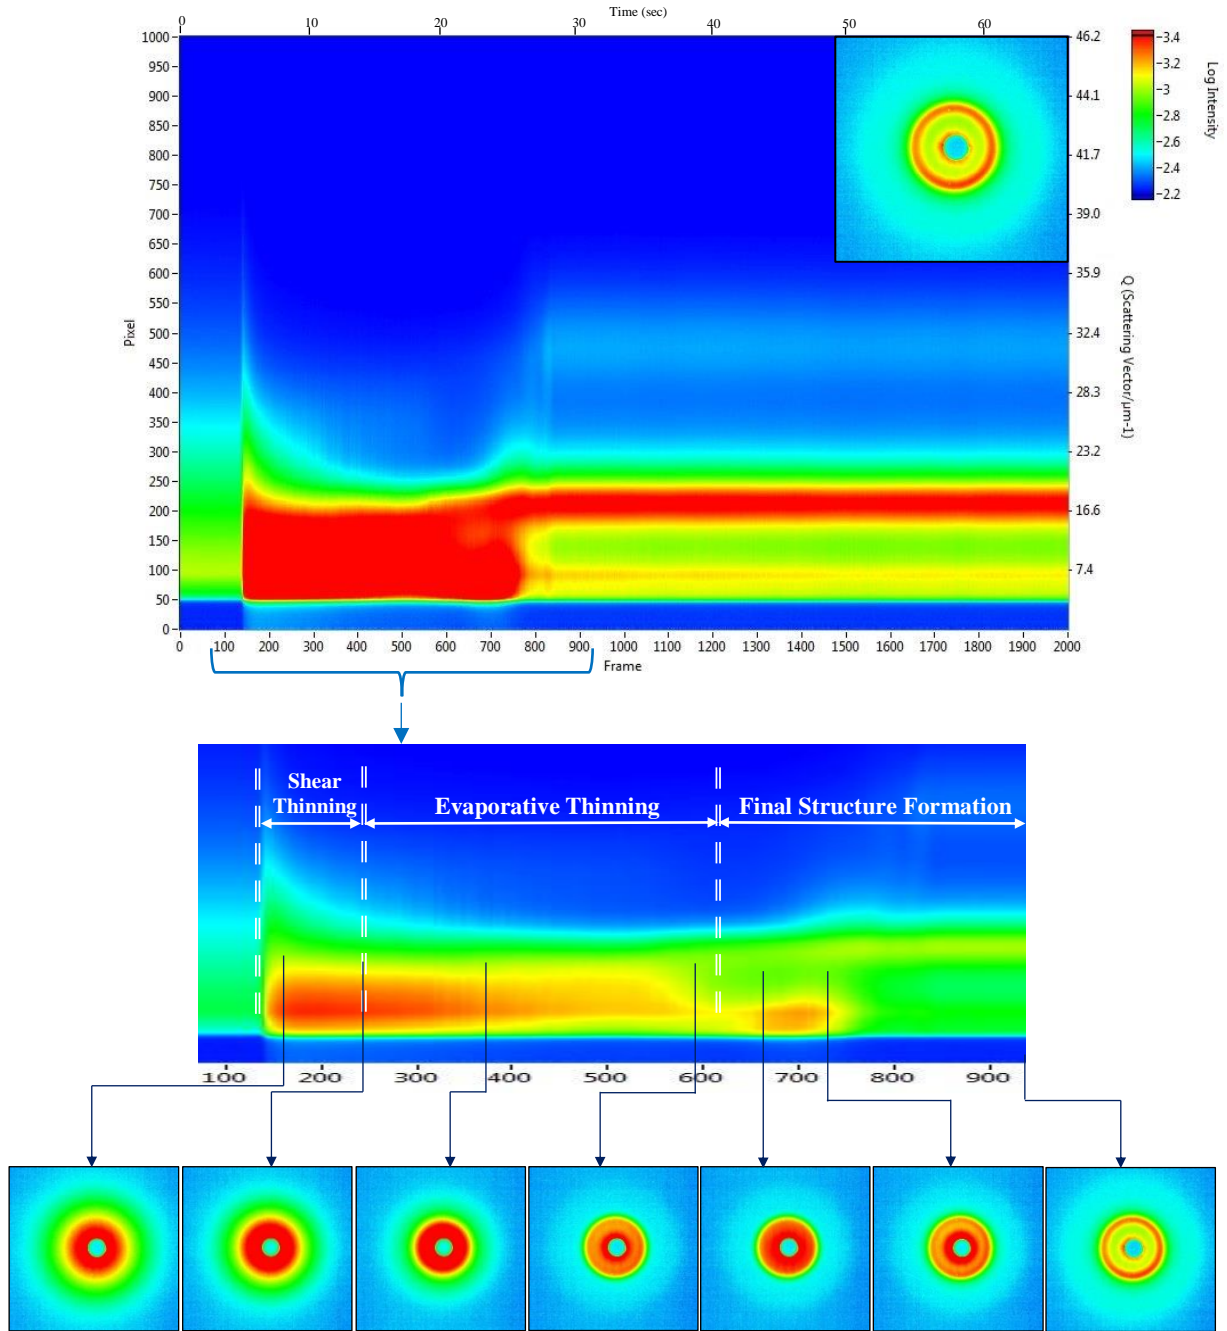 Time (sec)
0 10 20 30 40 50 60
1000 950 900 850 800 750 700 650 600 550 500 450 400 350 300 250 200 150 100 50 0
Pixel
46.2 44.1 41.7 39.0 35.9 32.4 28.3 23.2 16.6 7.4
Q (Scattering Vector/µm-1)
3.4 3.2 3 2.8 2.6 2.4 2.2
Log Intensity
0 100 200 300 400 500 600 700 800 900 1000 1100 1200 1300 1400 1500 1600 1700 1800 1900 2000
Frame
Shear
Thinning
Evaporative Thinning
Final Structure Formation
100 200 300 400 500 600 700 800 900